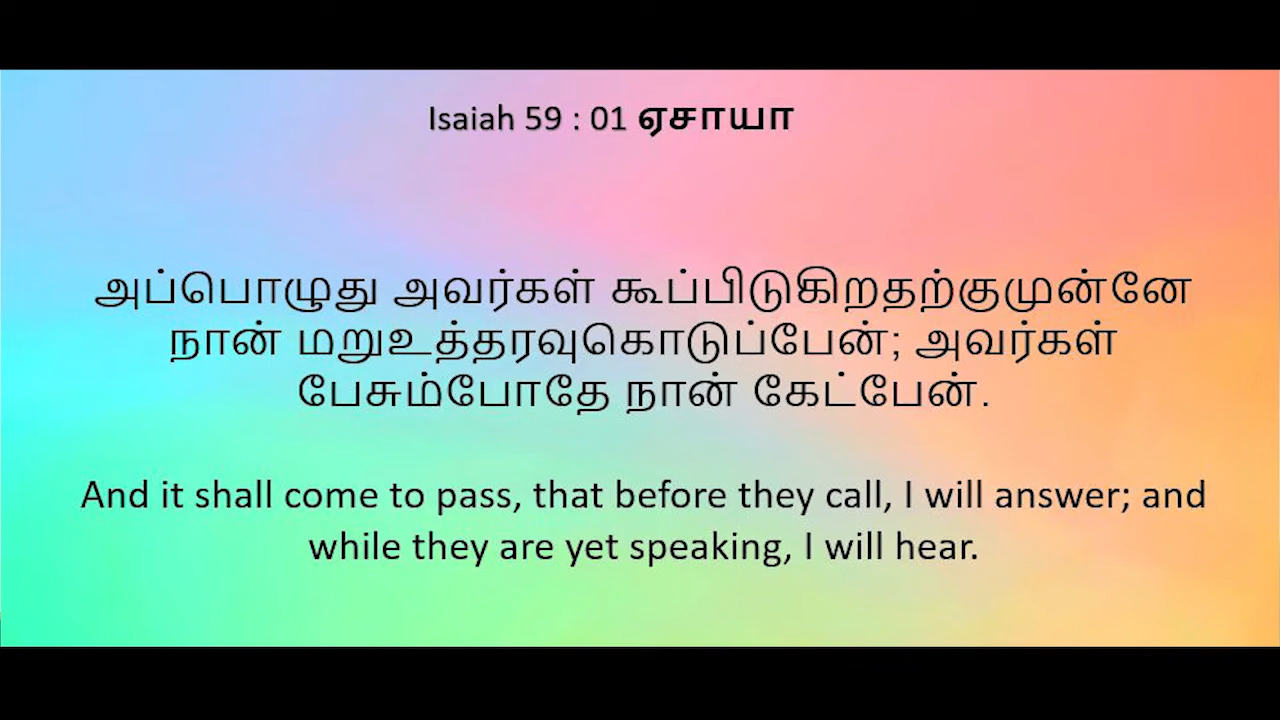 Isaiah 59 : 01 ஏசாயா
அப்பொழுது அவர்கள் கூப்பிடுகிறதற்குமுன்னே
நான் மறுஉத்தரவுகொடுப்பேன்; அவர்கள்
பேசும்போதே நான் கேட்பேன்.
And it shall come to pass, that before they call, I will answer; and
while they are yet speaking, I will hear.